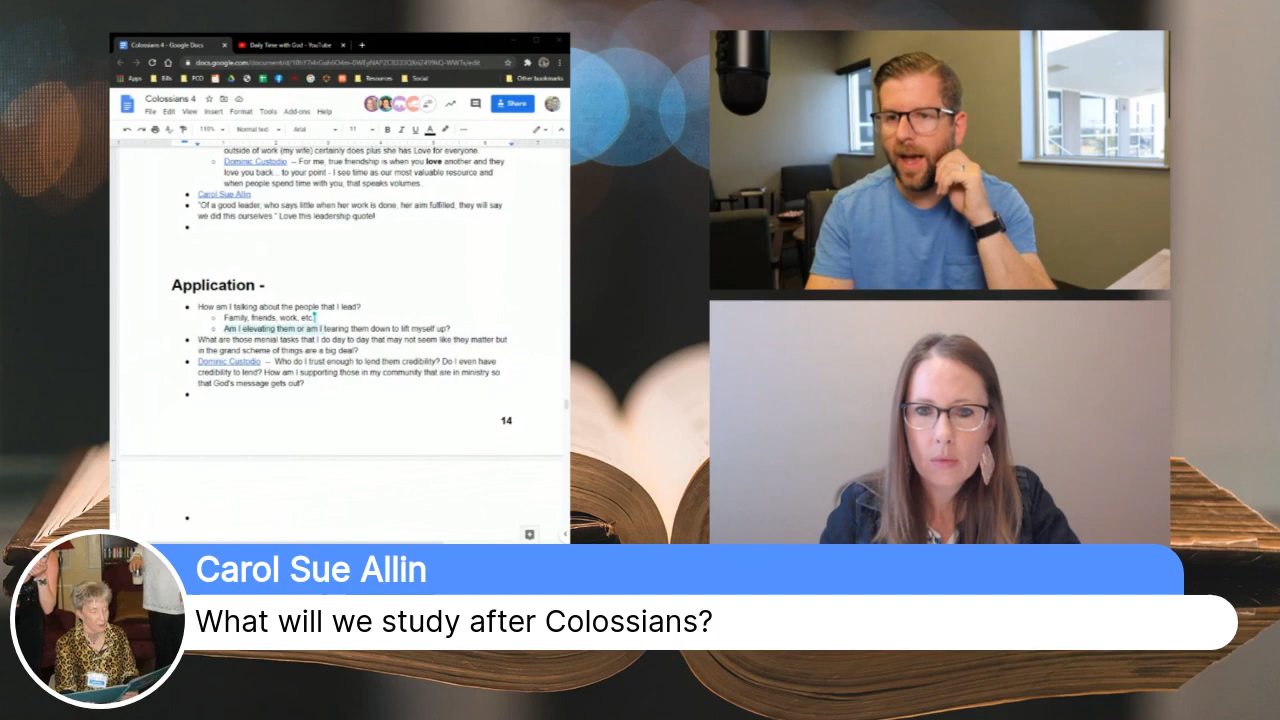 Colossians 4 - Google Docs
Daily Time with God - YouTube
Apps
Bills
PCO
Resources
Social
Other bookmarks
Colossians 4
File Edit View Insert Format Tools Add-ons Help
Share
110% Normal text Arial 11 B I U A
outside of work (my wife) certainly does plus she has Love for everyone.
Dominic Custodio -- For me, true friendship is when you love another and they
love you back... to your point - I see time as our most valuable resource and
when people spend time with you, that speaks volumes.
Carol Sue Allin
"Of a good leader, who says little when her work is done, her aim fulfilled, they will say
we did this ourselves." Love this leadership quote!
Application -
How am I talking about the people that I lead?
Family, friends, work, etc.
Am I elevating them or am I tearing them down to lift myself up?
What are those menial tasks that I do day to day that may not seem like they matter but
in the grand scheme of things are a big deal?
Dominic Custodio -- Who do I trust enough to lend them credibility? Do I even have
credibility to lend? How am I supporting those in my community that are in ministry so
that God's message gets out?
14
Carol Sue Allin
What will we study after Colossians?